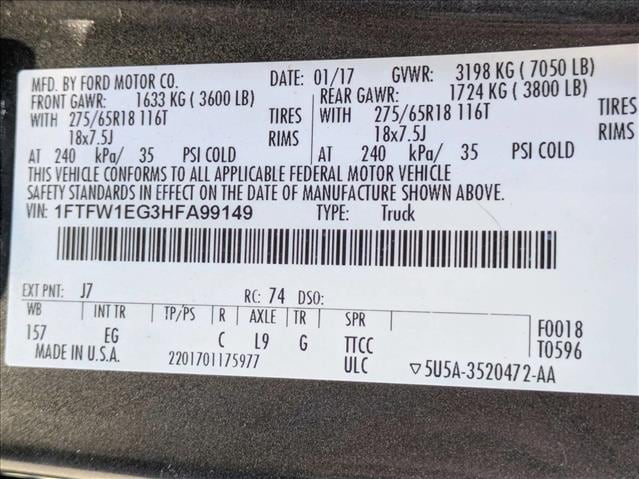 MFD. BY FORD MOTOR CO. DATE: 01/17 GVWR: 3198 KG ( 7050 LB)
FRONT GAWR: 1633 KG ( 3600 LB) REAR GAWR: 1724 KG ( 3800 LB)
WITH 275/65R18 116T TIRES WITH 275/65R18 116T TIRES
18x7.5J RIMS 18x7.5J RIMS
AT 240 kPa/ 35 PSI COLD AT 240 kPa/ 35 PSI COLD
THIS VEHICLE CONFORMS TO ALL APPLICABLE FEDERAL MOTOR VEHICLE
SAFETY STANDARDS IN EFFECT ON THE DATE OF MANUFACTURE SHOWN ABOVE.
VIN: 1FTFW1EG3HFA99149 TYPE: Truck
EXT PNT: J7 RC: 74 DSO:
WB INT TR TP/PS R AXLE TR SPR F0018
157 EG C L9 G TTCC T0596
MADE IN U.S.A. 2201701175977 ULC ▽5U5A-3520472-AA